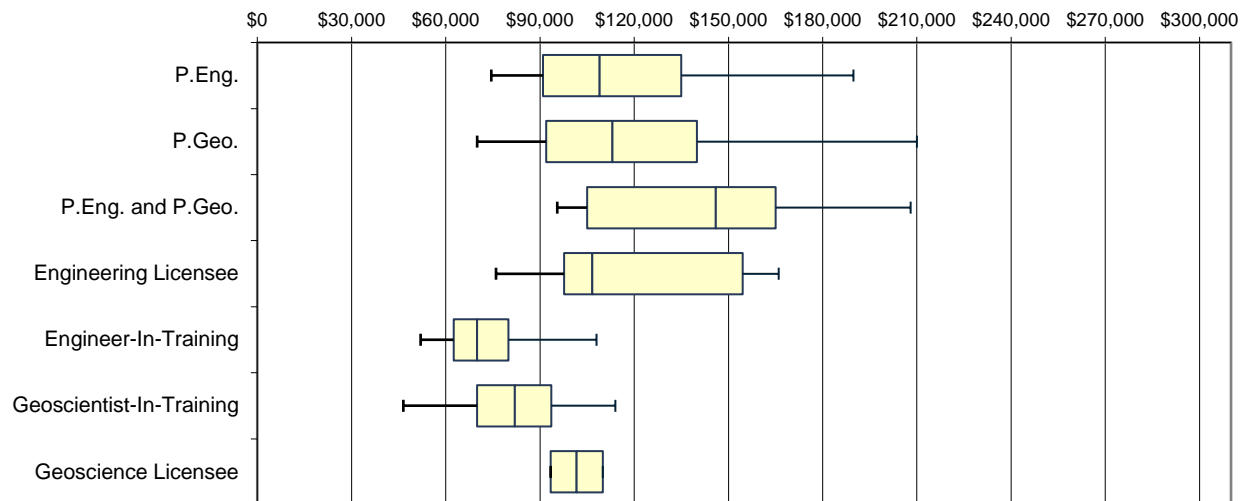 $0 $30,000 $60,000 $90,000 $120,000 $150,000 $180,000 $210,000 $240,000 $270,000 $300,000
P.Eng.
P.Geo.
P.Eng. and P.Geo.
Engineering Licensee
Engineer-In-Training
Geoscientist-In-Training
Geoscience Licensee